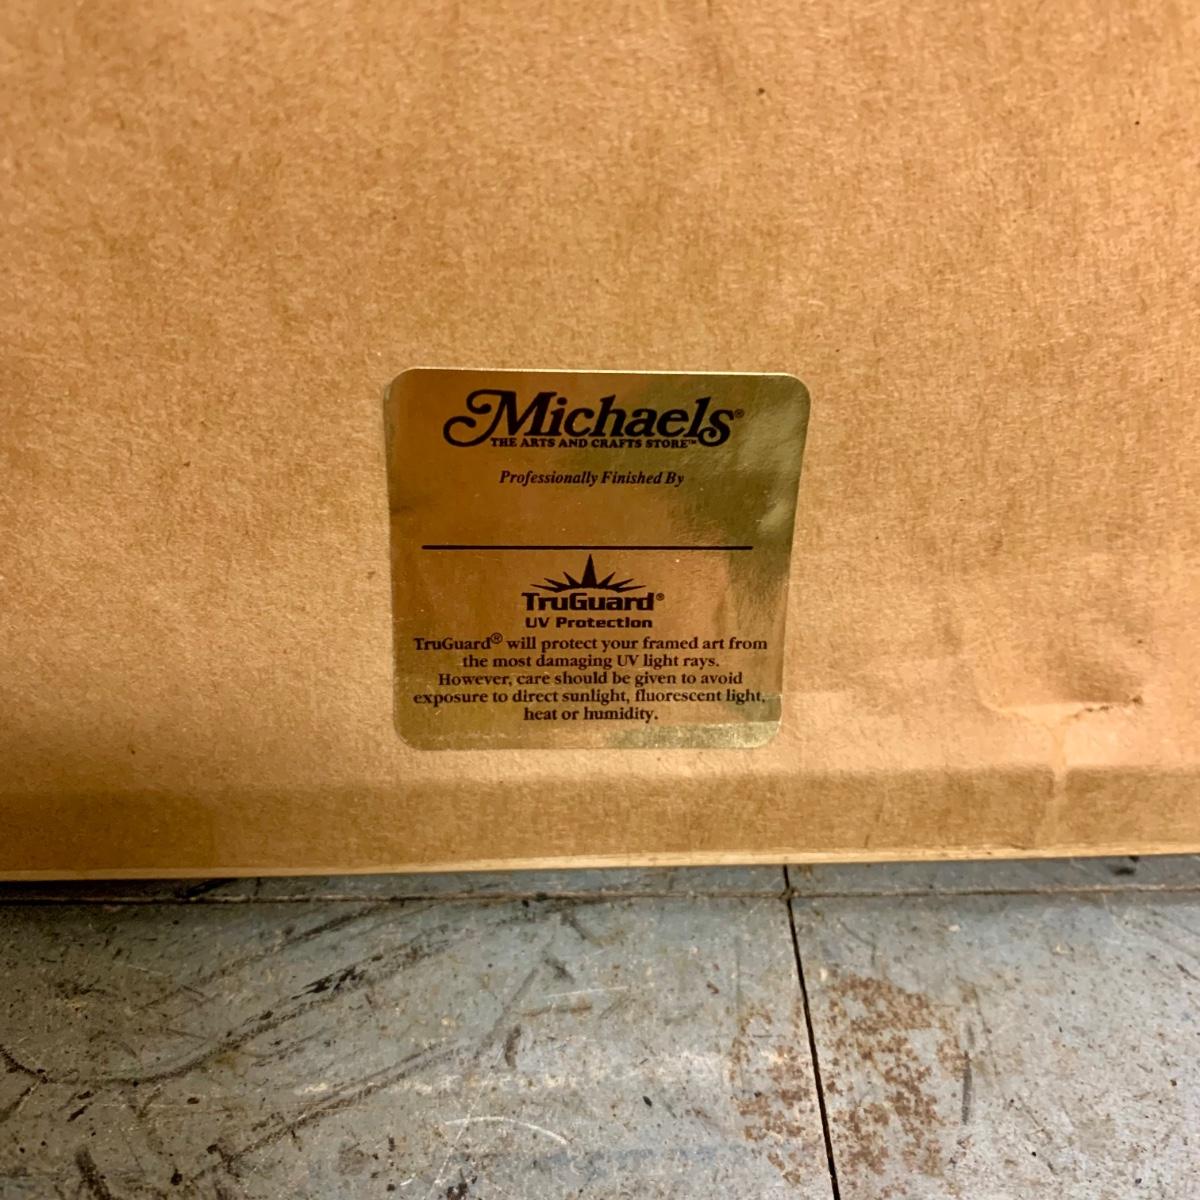 Michaels®
THE ARTS AND CRAFTS STORE™
Professionally Finished By
TruGuard®
UV Protection
TruGuard® will protect your framed art from
the most damaging UV light rays.
However, care should be given to avoid
exposure to direct sunlight, fluorescent light,
heat or humidity.